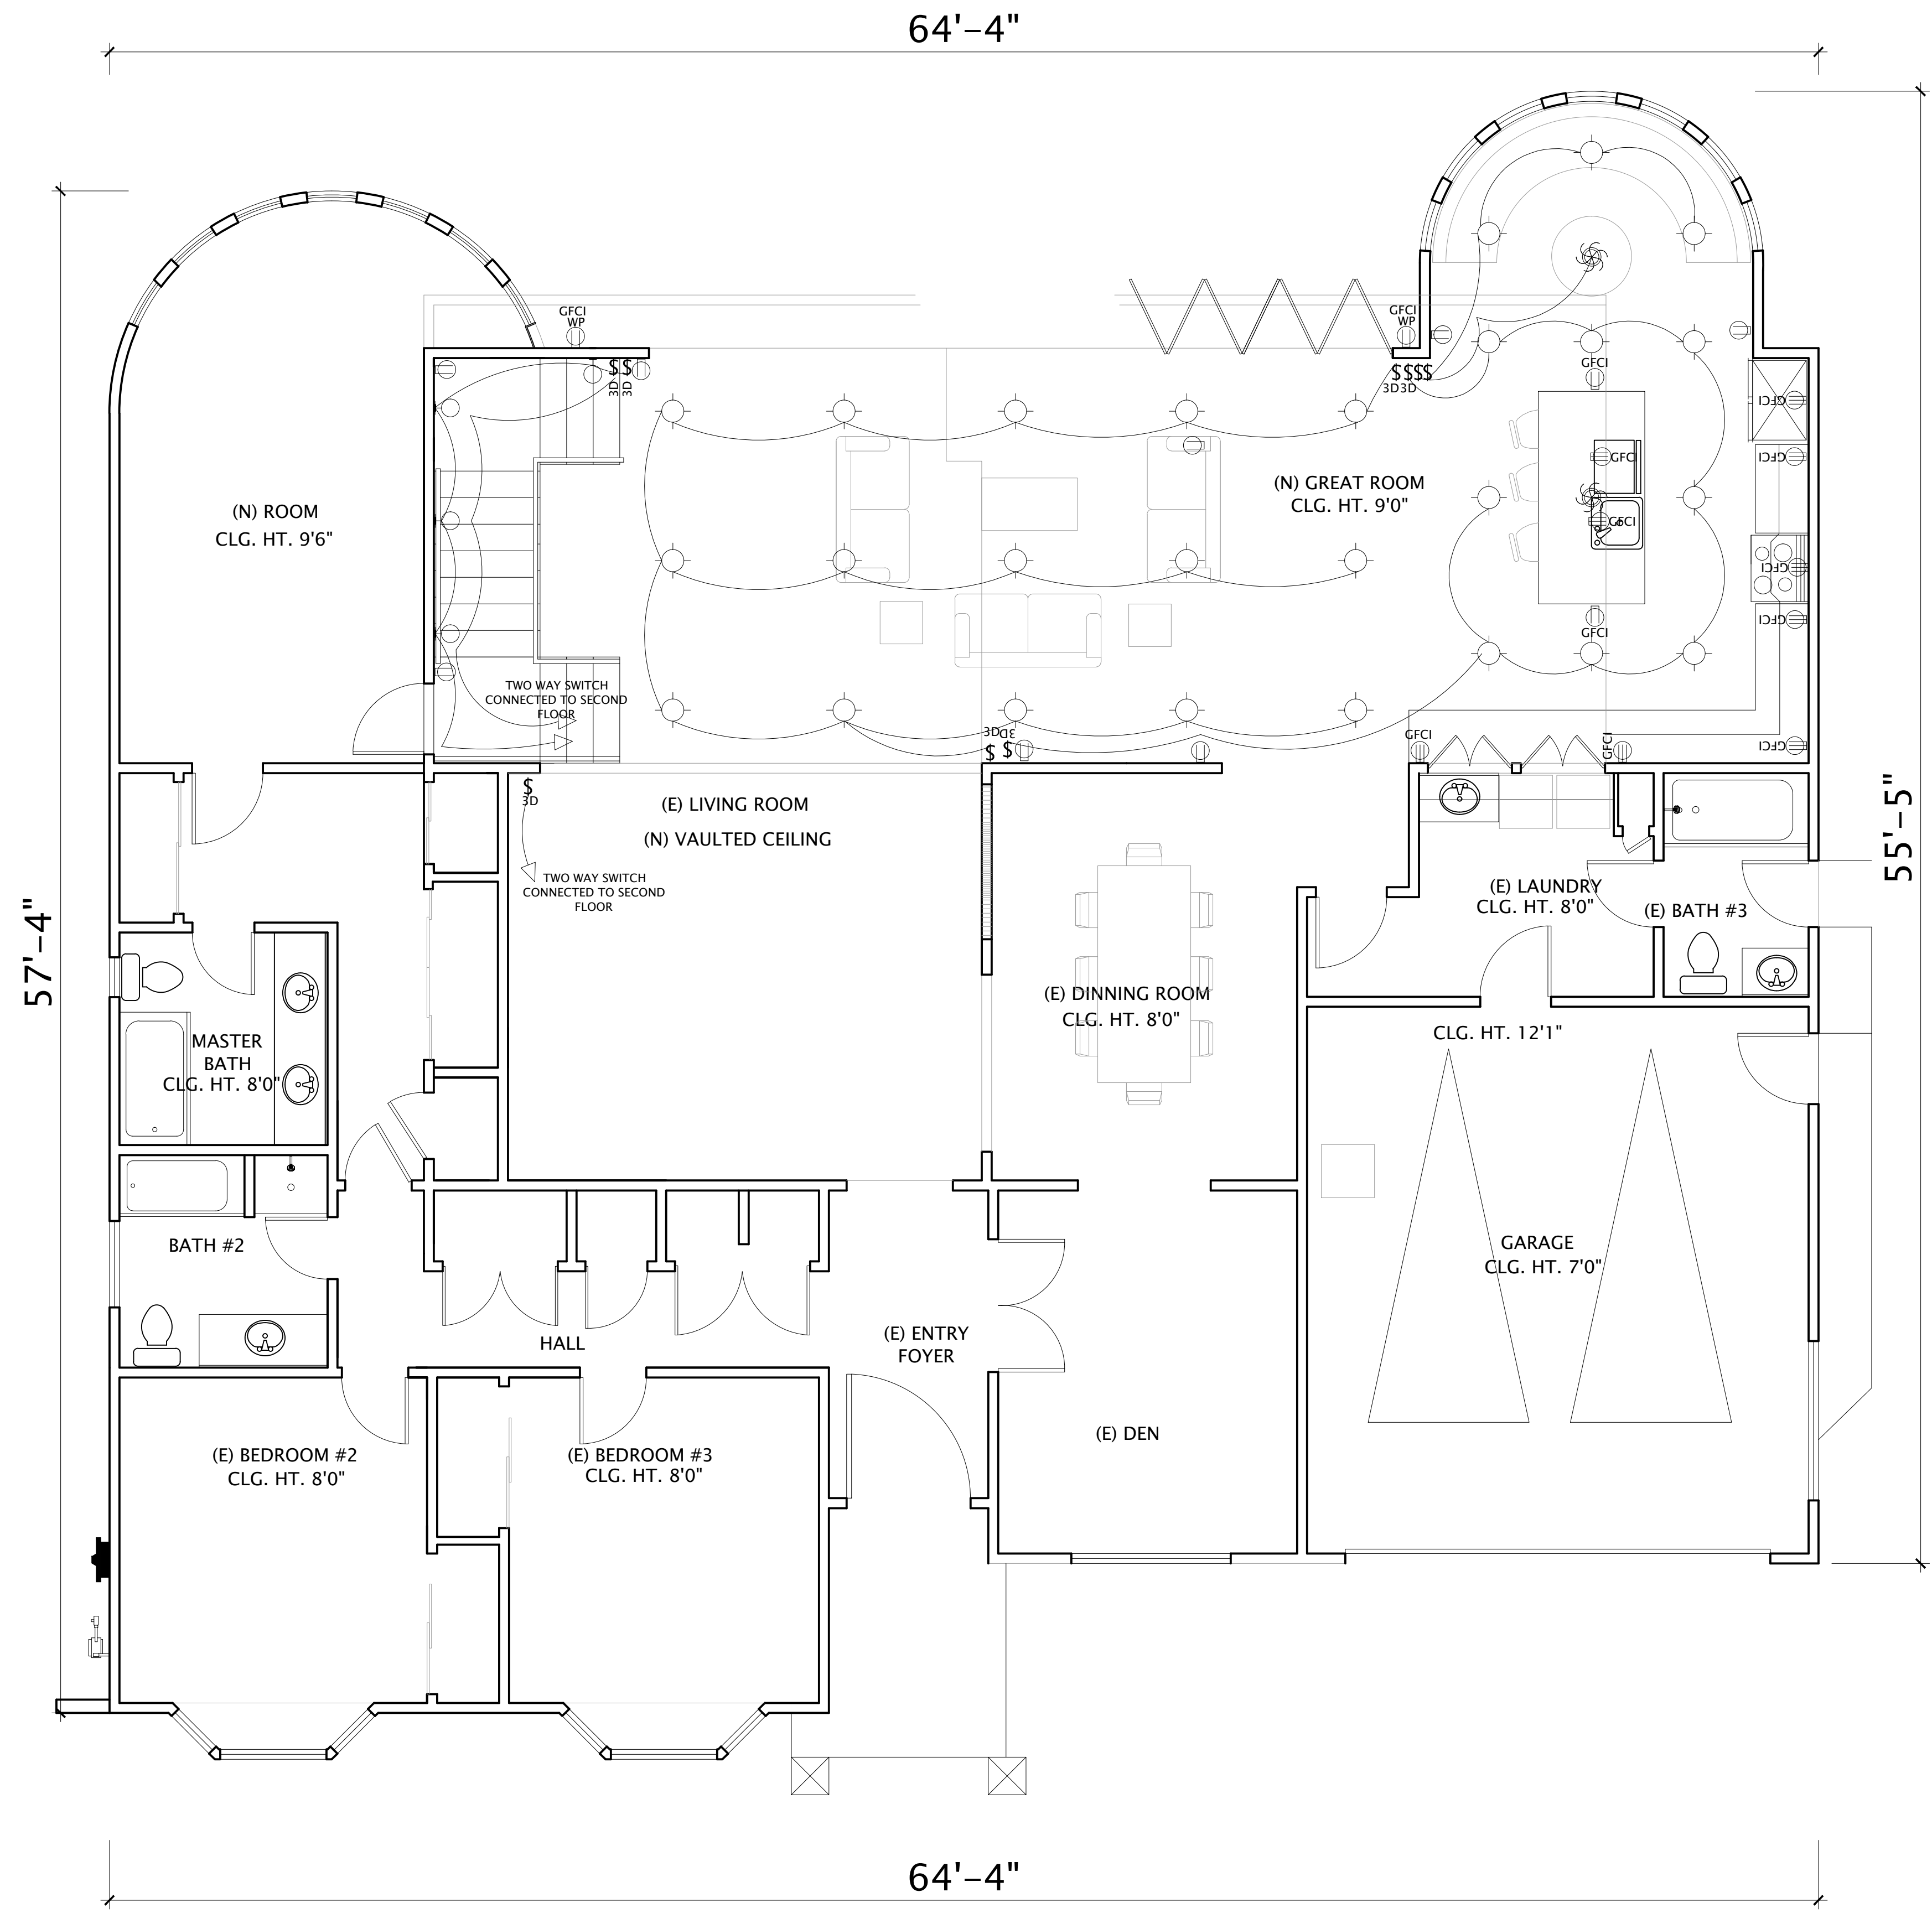 64'-4"
GFCI
WP
GFCI
WP
$$
3D
3D
$$$$
3D3D
GFCI
GFCI
GFCI
GFCI
GFCI
(N) GREAT ROOM
CLG. HT. 9'0"
(N) ROOM
CLG. HT. 9'6"
GFCI
GFCI
GFCI
GFCI
TWO WAY SWITCH
CONNECTED TO SECOND
FLOOR
3D
3D
$ $
GFCI
GFCI
GFCI
$
3D
(E) LIVING ROOM
(N) VAULTED CEILING
TWO WAY SWITCH
CONNECTED TO SECOND
FLOOR
55'-5"
57'-4"
(E) LAUNDRY
CLG. HT. 8'0"
(E) BATH #3
(E) DINNING ROOM
CLG. HT. 8'0"
MASTER
BATH
CLG. HT. 8'0"
CLG. HT. 12'1"
BATH #2
GARAGE
CLG. HT. 7'0"
HALL
(E) ENTRY
FOYER
(E) DEN
(E) BEDROOM #2
CLG. HT. 8'0"
(E) BEDROOM #3
CLG. HT. 8'0"
64'-4"